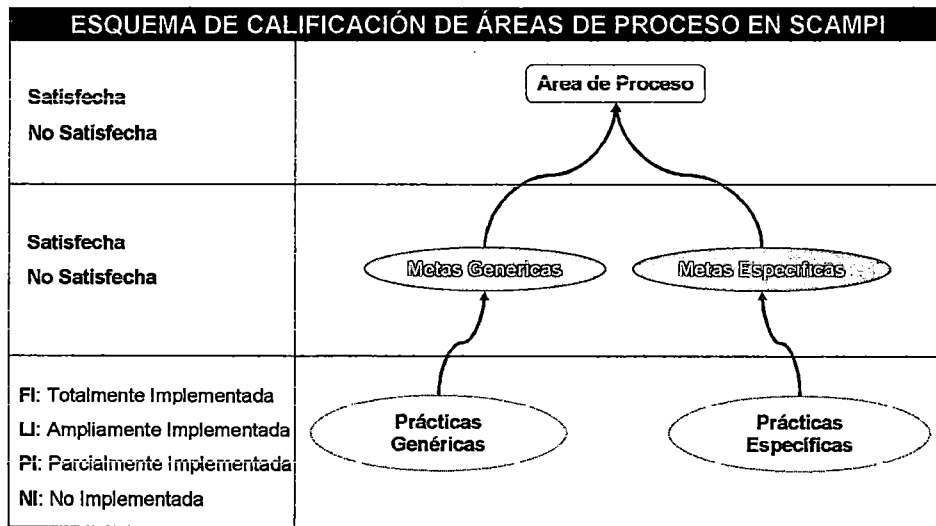 ESQUEMA DE CALIFICACIÓN DE ÁREAS DE PROCESO EN SCAMPI
Satisfecha
No Satisfecha
Area de Proceso
Satisfecha
No Satisfecha
Metas Genericas
Metas Específicas
FI: Totalmente Implementada
LI: Ampliamente Implementada
PI: Parcialmente Implementada
NI: No Implementada
Prácticas
Genéricas
Prácticas
Específicas